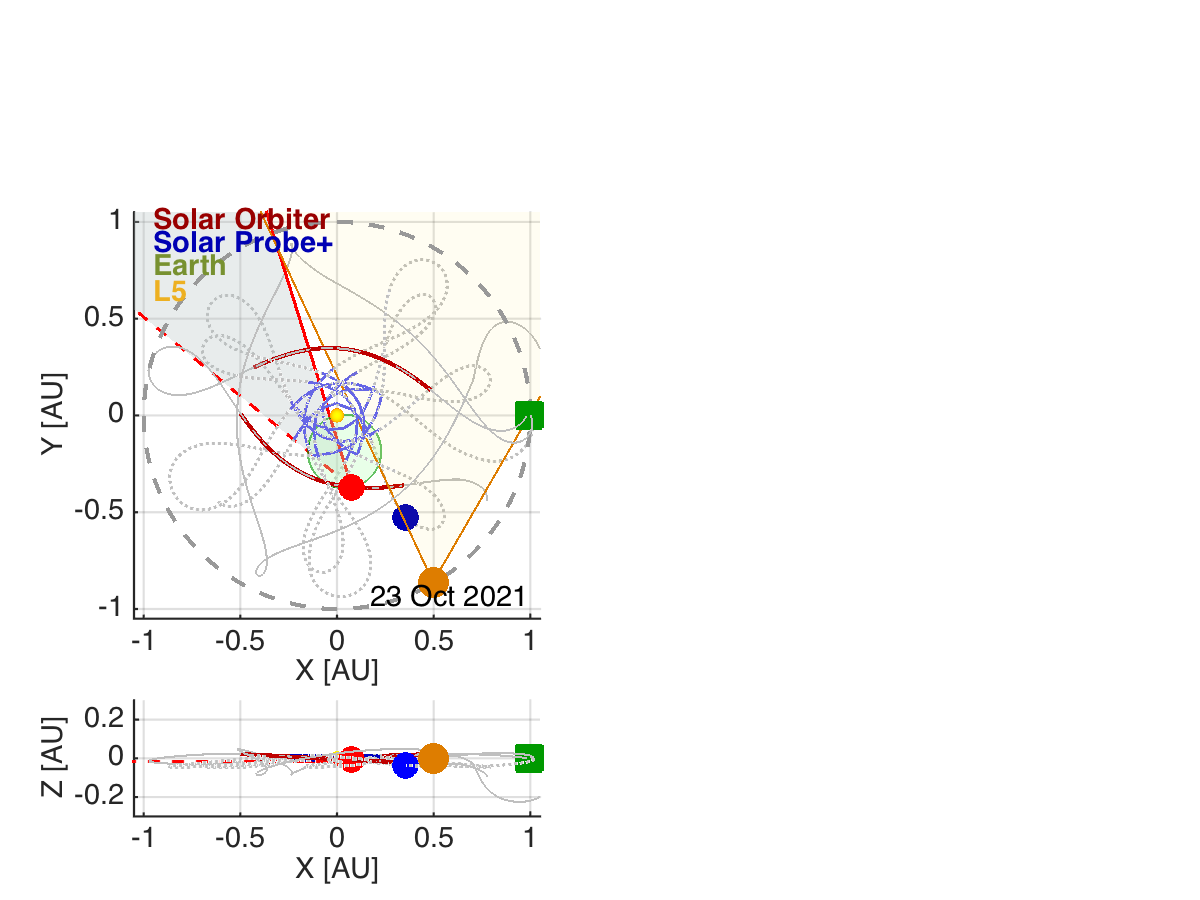 1
0.5
0
-0.5
-1
Y [AU]
Solar Orbiter
Solar Probe+
Earth
L5
23 Oct 2021
-1 -0.5 0 0.5 1
X [AU]
0.2
0
-0.2
Z [AU]
-1 -0.5 0 0.5 1
X [AU]